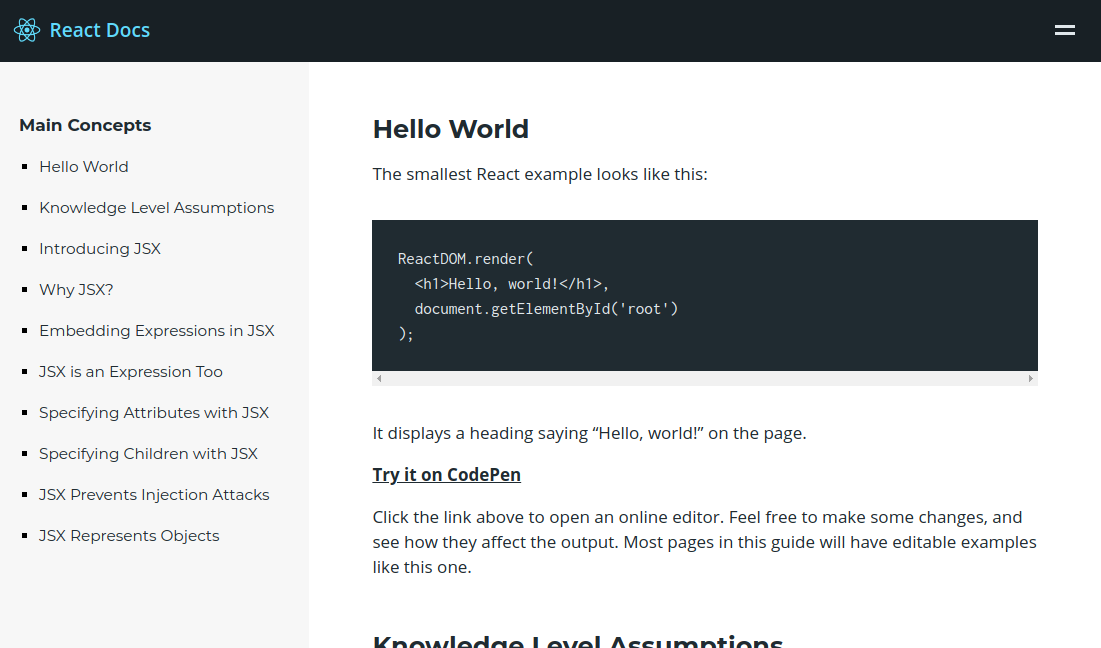 React Docs
Main Concepts
Hello World
Knowledge Level Assumptions
Introducing JSX
Why JSX?
Embedding Expressions in JSX
JSX is an Expression Too
Specifying Attributes with JSX
Specifying Children with JSX
JSX Prevents Injection Attacks
JSX Represents Objects
Hello World
The smallest React example looks like this:
ReactDOM.render(
  <h1>Hello, world!</h1>,
  document.getElementById('root')
);
It displays a heading saying “Hello, world!” on the page.
Try it on CodePen
Click the link above to open an online editor. Feel free to make some changes, and
see how they affect the output. Most pages in this guide will have editable examples
like this one.
Knowledge Level Assumptions